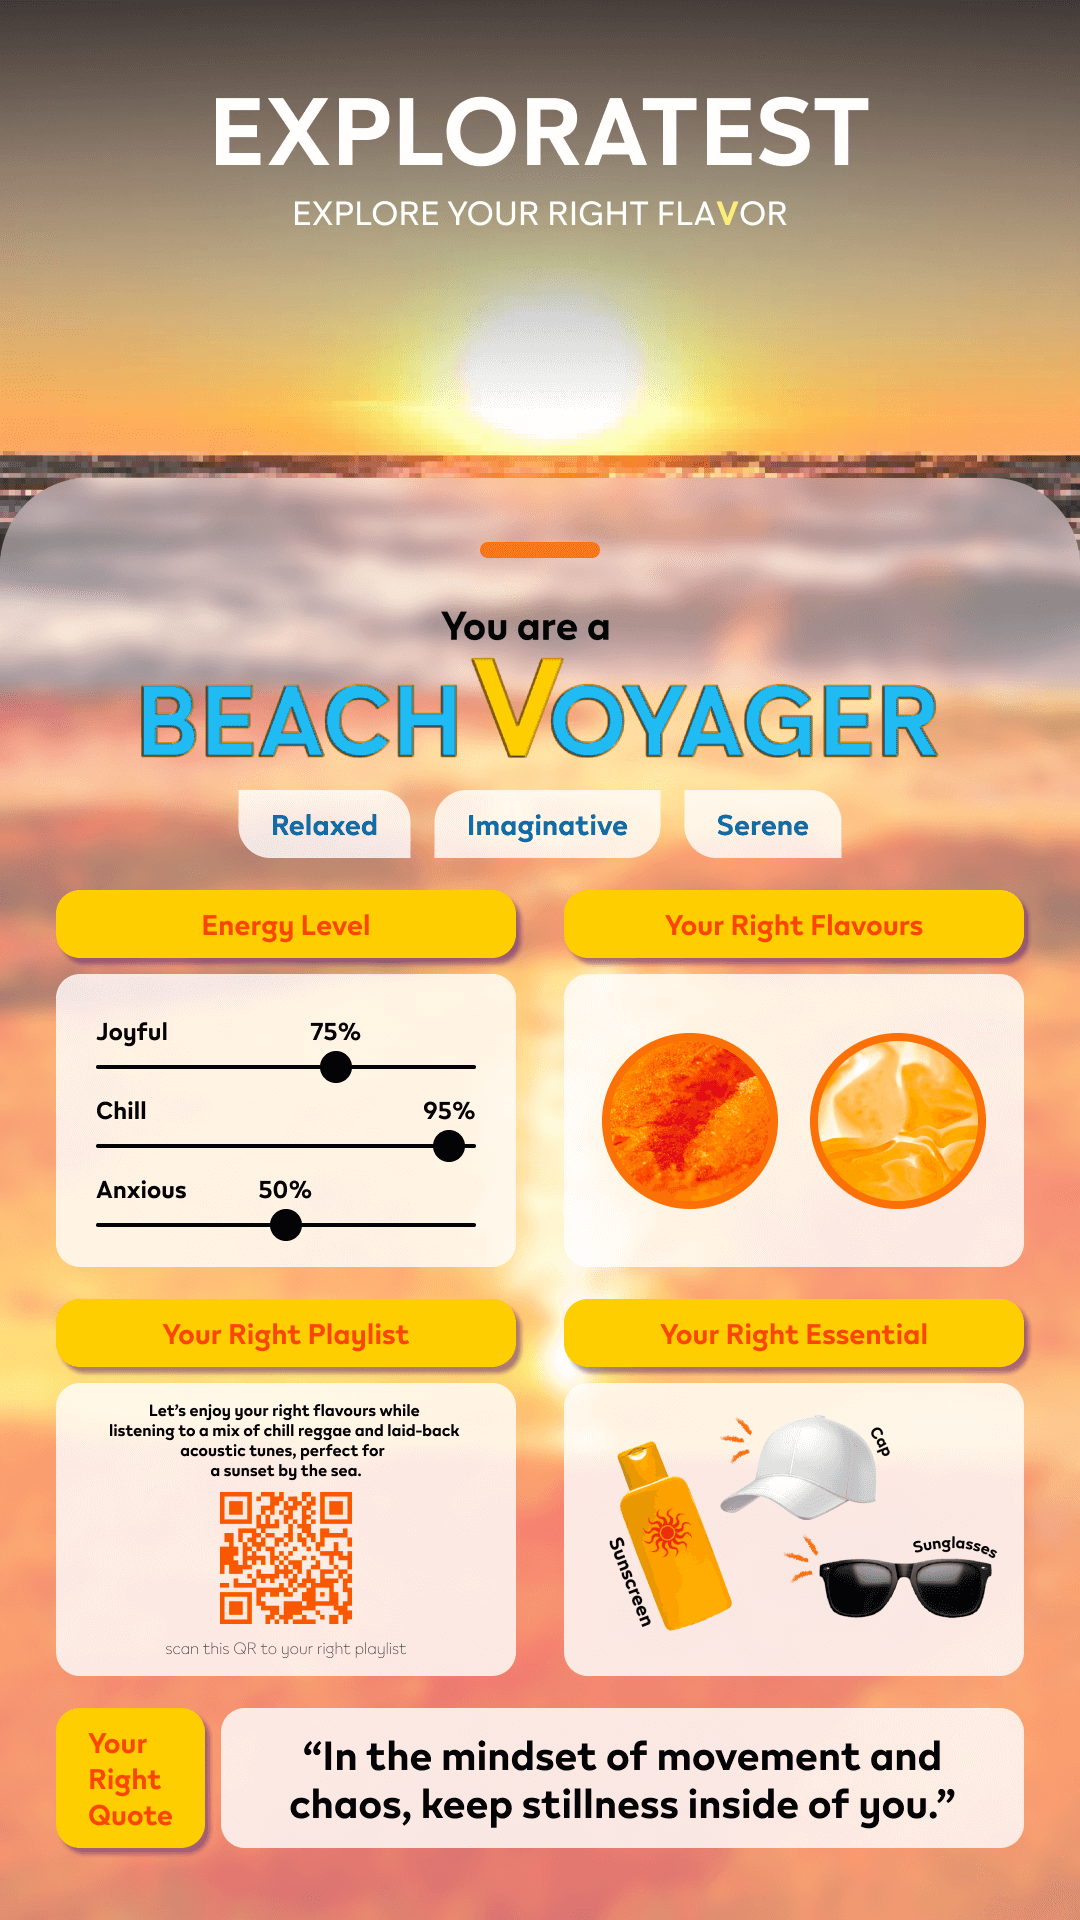 EXPLORATEST
EXPLORE YOUR RIGHT FLAVOR
You are a
BEACH VOYAGER
Relaxed
Imaginative
Serene
Energy Level
Joyful 75%
Chill 95%
Anxious 50%
Your Right Flavours
Your Right Playlist
Let's enjoy your right flavours while
listening to a mix of chill reggae and laid-back
acoustic tunes, perfect for
a sunset by the sea.
scan this QR to your right playlist
Your Right Essential
Cap
Sunscreen
Sunglasses
Your
Right
Quote
“In the mindset of movement and
chaos, keep stillness inside of you.”